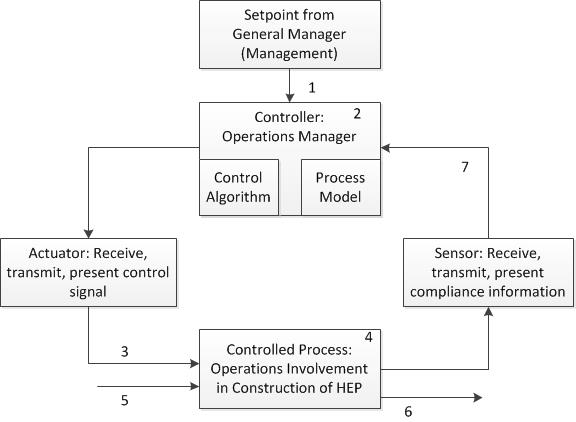 Setpoint from
General Manager
(Management)
1
Controller:
2
Operations Manager
Control
Algorithm
Process
Model
7
Actuator: Receive,
transmit, present control
signal
Sensor: Receive,
transmit, present
compliance information
3
4
Controlled Process:
Operations Involvement
in Construction of HEP
5
6